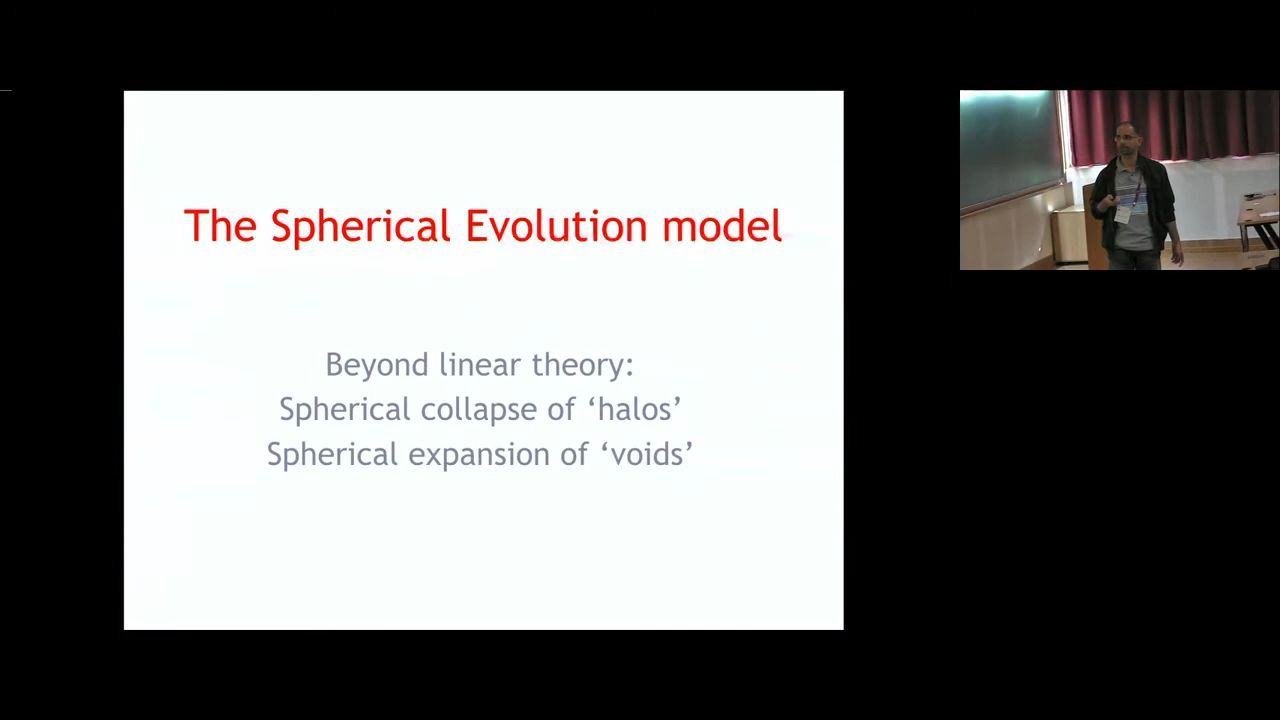 The Spherical Evolution model
Beyond linear theory:
Spherical collapse of ‘halos’
Spherical expansion of ‘voids’